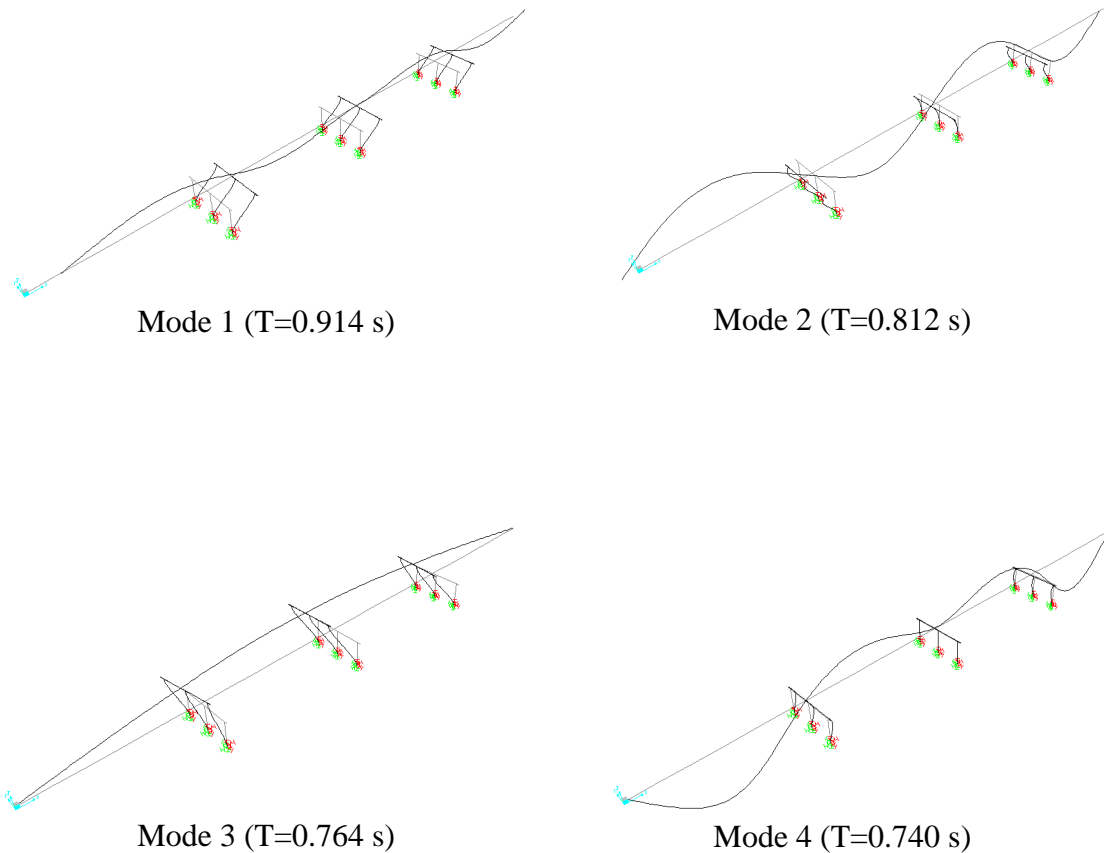 Mode 1 (T=0.914 s)
Mode 2 (T=0.812 s)
Mode 3 (T=0.764 s)
Mode 4 (T=0.740 s)